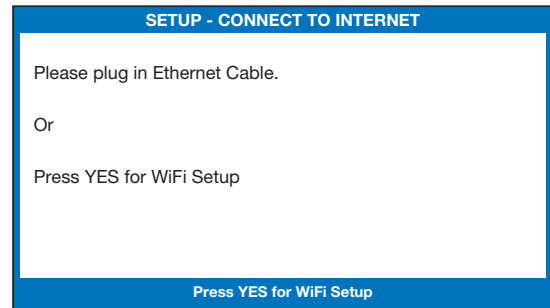 SETUP - CONNECT TO INTERNET
Please plug in Ethernet Cable.
Or
Press YES for WiFi Setup
Press YES for WiFi Setup